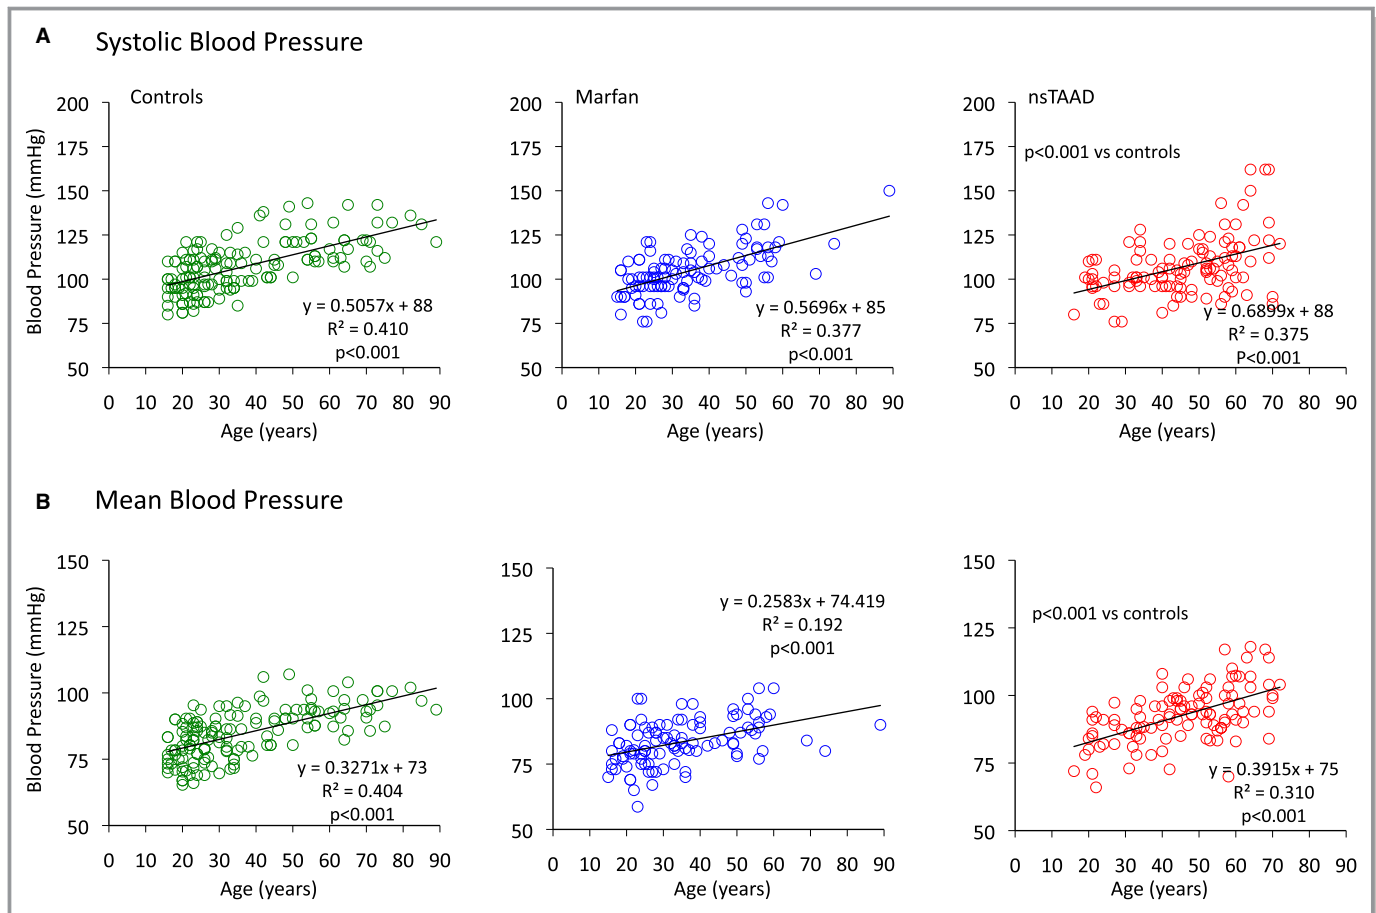 A Systolic Blood Pressure
Controls
Marfan
nsTAAD
Blood Pressure (mmHg)
200
175
150
125
100
75
50
y = 0.5057x + 88
R² = 0.410
p<0.001
0 10 20 30 40 50 60 70 80 90
Age (years)
200
175
150
125
100
75
50
y = 0.5696x + 85
R² = 0.377
p<0.001
0 10 20 30 40 50 60 70 80 90
Age (years)
200
175
150
125
100
75
50
p<0.001 vs controls
y = 0.6899x + 88
R² = 0.375
P<0.001
0 10 20 30 40 50 60 70 80 90
Age (years)
B Mean Blood Pressure
Blood Pressure (mmHg)
150
125
100
75
50
y = 0.3271x + 73
R² = 0.404
p<0.001
0 10 20 30 40 50 60 70 80 90
Age (years)
150
125
100
75
50
y = 0.2583x + 74.419
R² = 0.192
p<0.001
0 10 20 30 40 50 60 70 80 90
Age (years)
150
125
100
75
50
p<0.001 vs controls
y = 0.3915x + 75
R² = 0.310
p<0.001
0 10 20 30 40 50 60 70 80 90
Age (years)